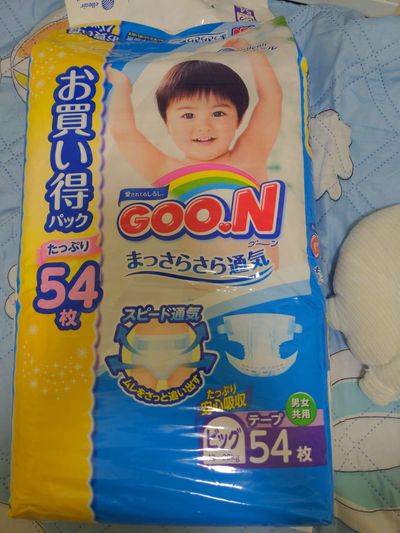 elleair
お買い得
パック
たっぷり
54枚
愛されてるしるし。
GOO.N
グ〜ン
まっさらさら通気
スピード通気
ムレをさっと追い出す
たっぷり
安心吸収
ビッグ
テープ
54枚
男女
共用